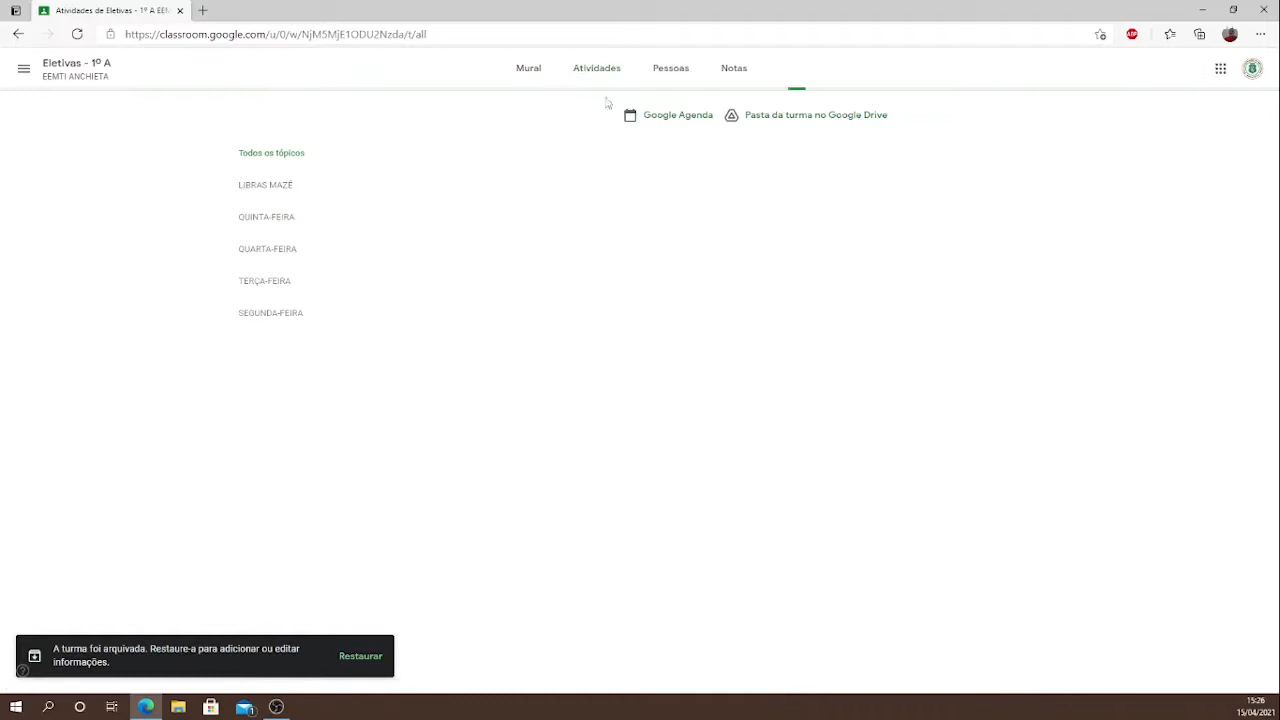 Atividades de Eletivas - 1º A EEM
https://classroom.google.com/u/0/w/NjM5MjE1ODU2Nzda/t/all
ABP
Eletivas - 1º A
EEMTI ANCHIETA
Mural
Atividades
Pessoas
Notas
Google Agenda
Pasta da turma no Google Drive
Todos os tópicos
LIBRAS MAZÉ
QUINTA-FEIRA
QUARTA-FEIRA
TERÇA-FEIRA
SEGUNDA-FEIRA
A turma foi arquivada. Restaure-a para adicionar ou editar
informações.
Restaurar
1
15:26
15/04/2021